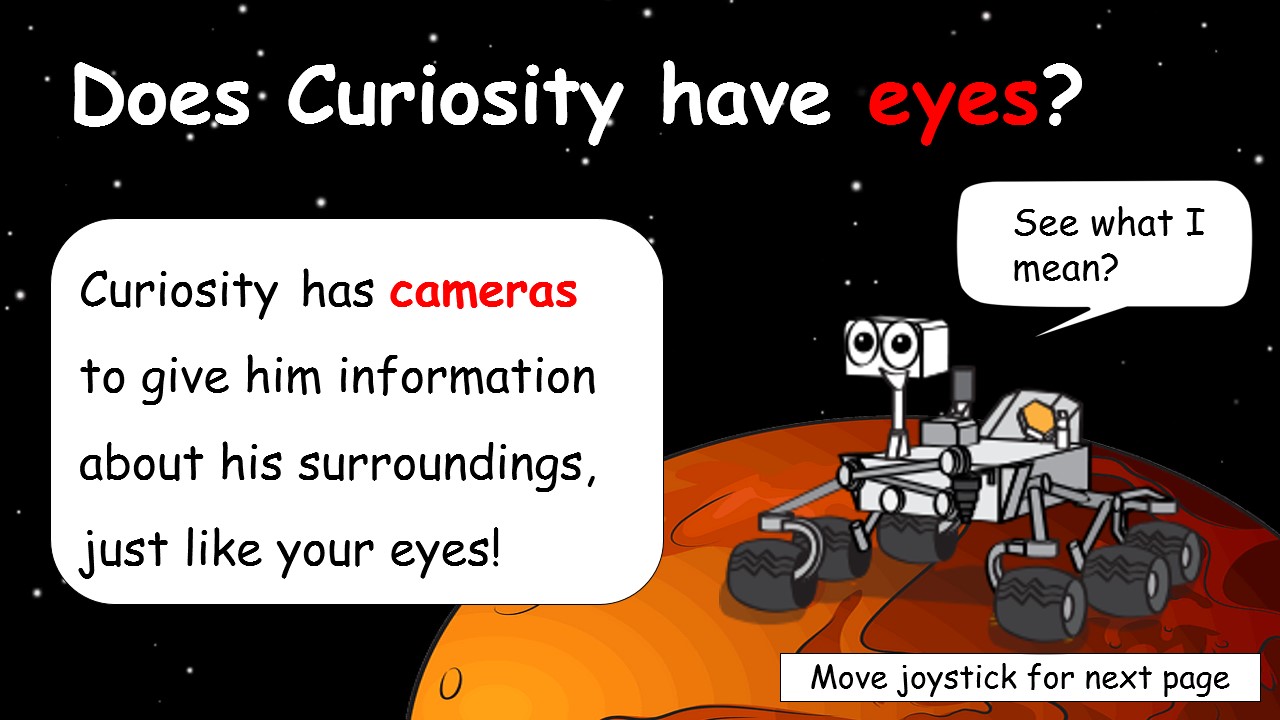 Does Curiosity have eyes?
See what I
mean?
Curiosity has cameras
to give him information
about his surroundings,
just like your eyes!
Move joystick for next page